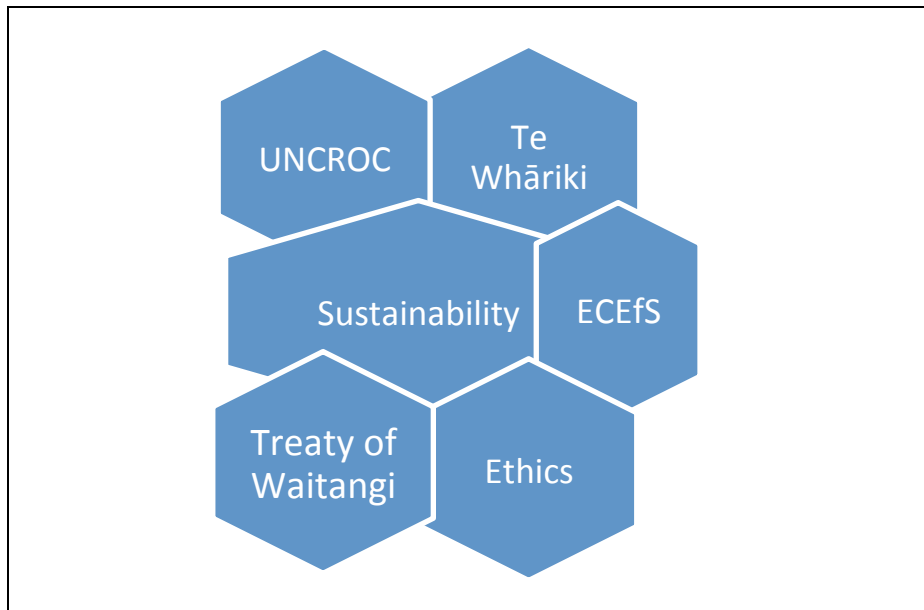 UNCROC
Te
Whāriki
Sustainability
ECEfS
Treaty of
Waitangi
Ethics